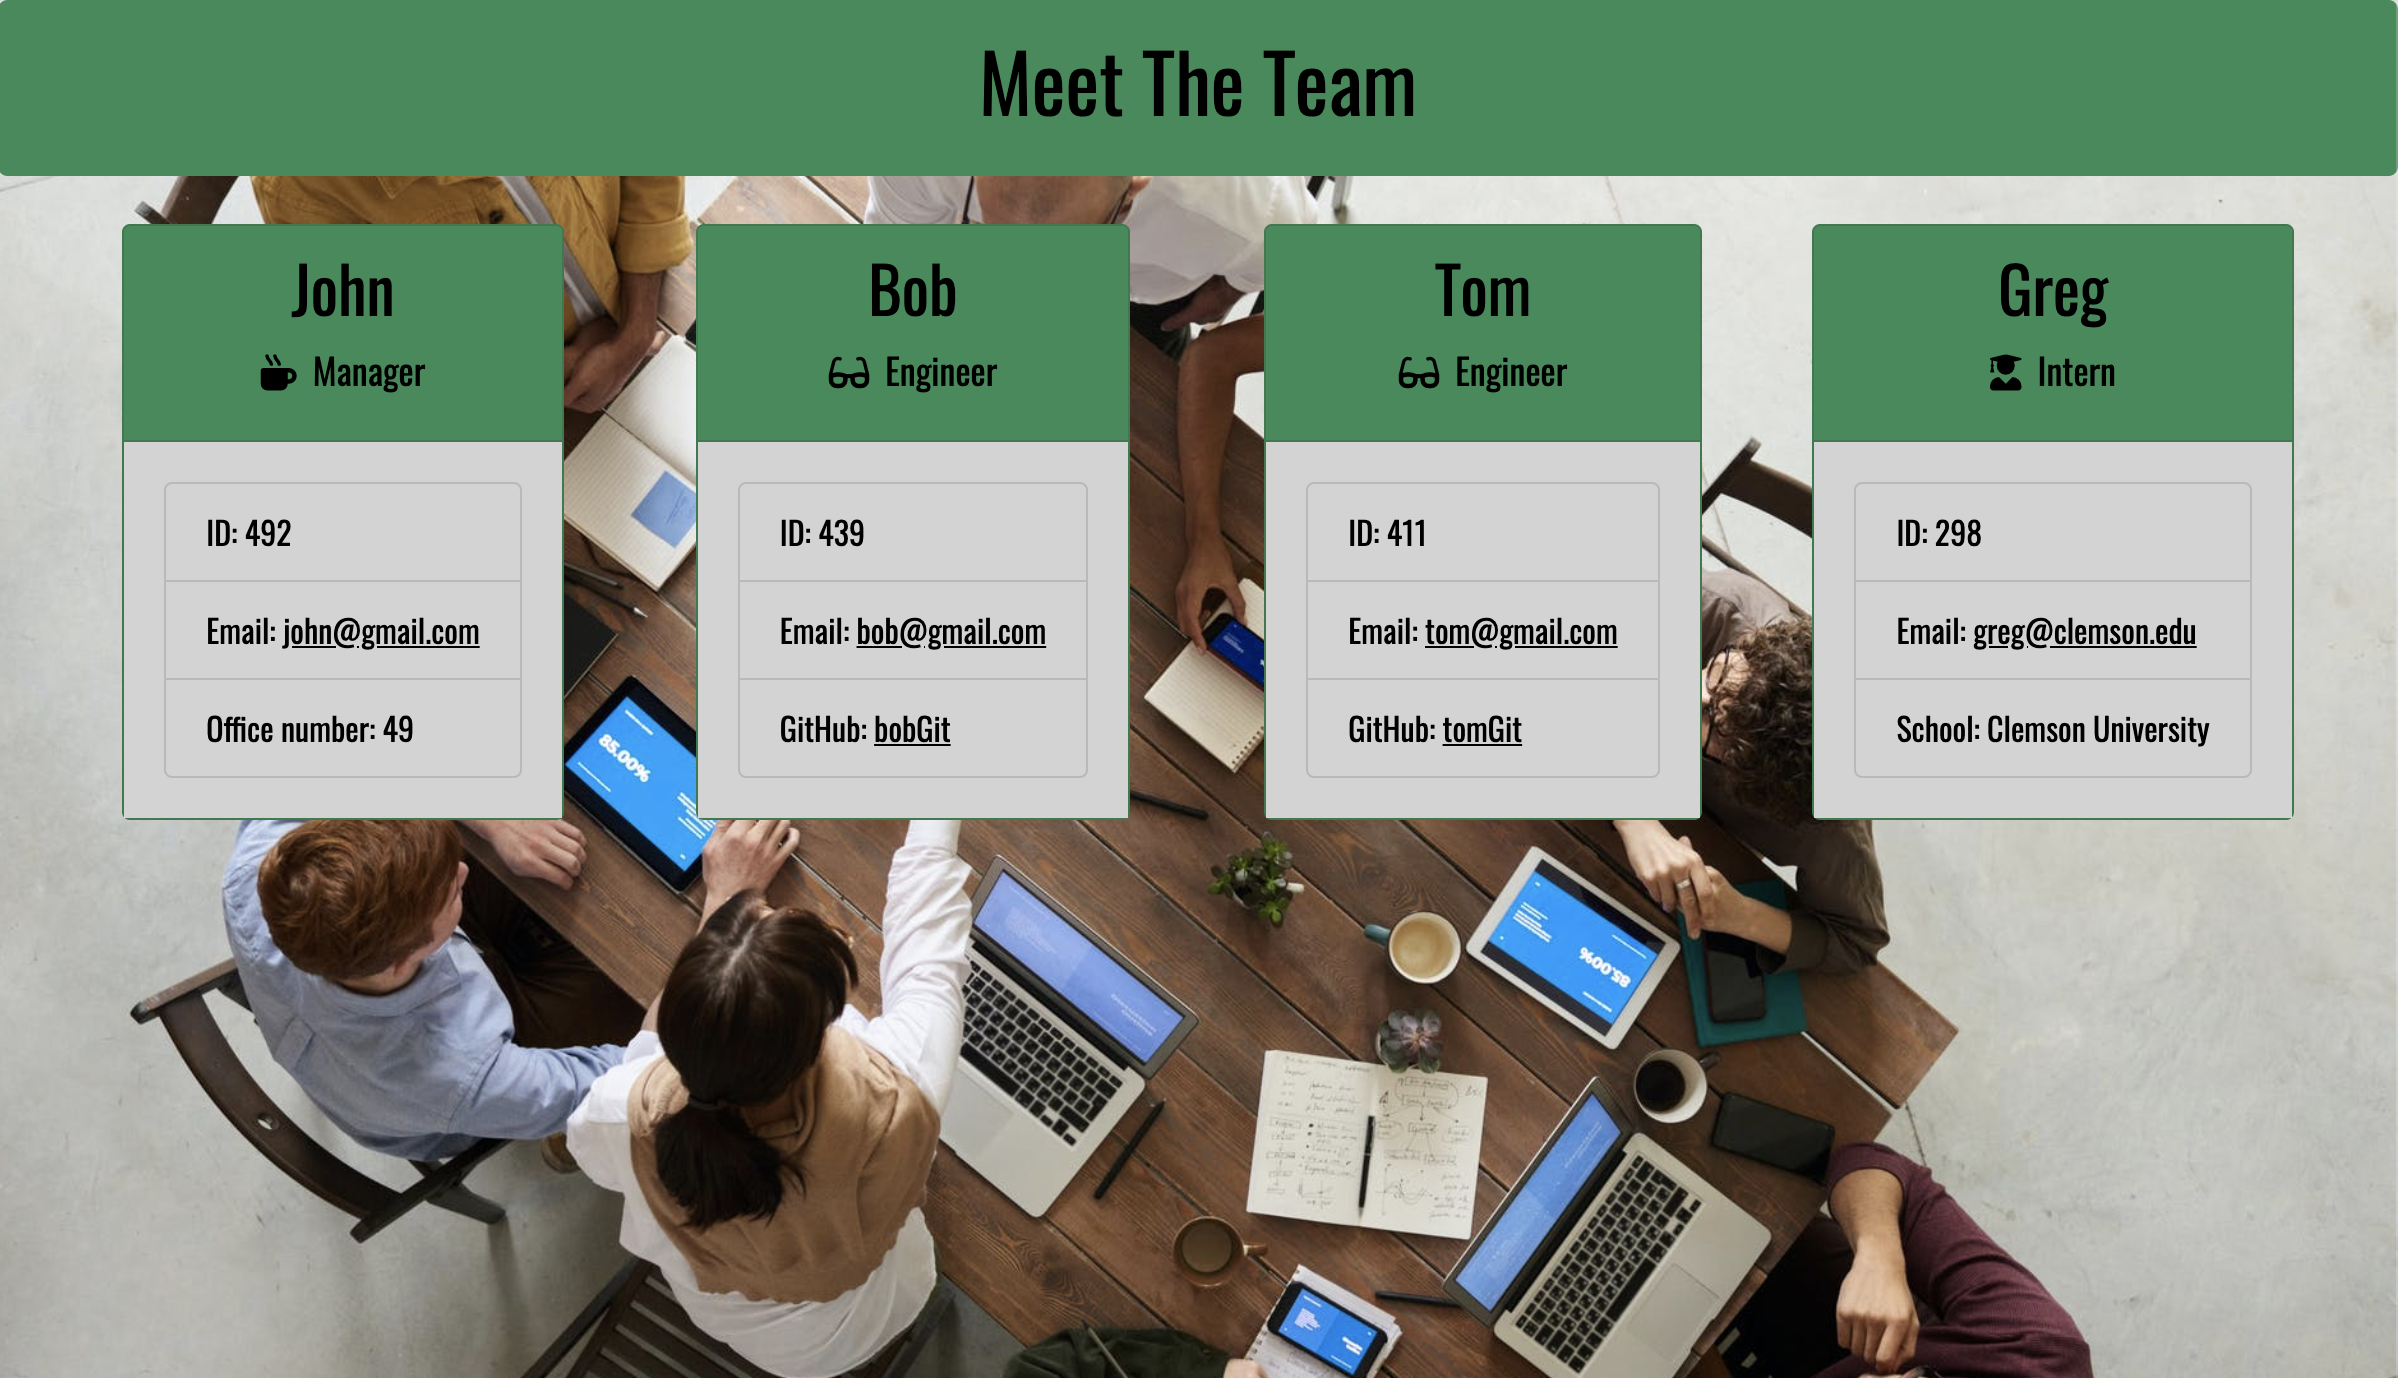 Meet The Team
John
Manager
ID: 492
Email: john@gmail.com
Office number: 49
Bob
Engineer
ID: 439
Email: bob@gmail.com
GitHub: bobGit
Tom
Engineer
ID: 411
Email: tom@gmail.com
GitHub: tomGit
Greg
Intern
ID: 298
Email: greg@clemson.edu
School: Clemson University
85.00%
85.00%